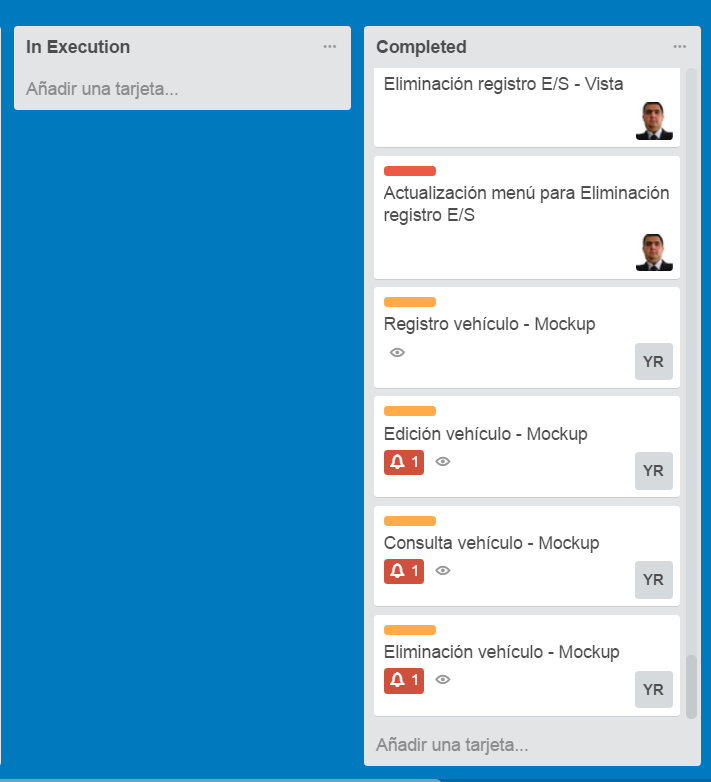 In Execution
Añadir una tarjeta...
Completed
Eliminación registro E/S - Vista
Actualización menú para Eliminación
registro E/S
Registro vehículo - Mockup
YR
Edición vehículo - Mockup
1
YR
Consulta vehículo - Mockup
1
YR
Eliminación vehículo - Mockup
1
YR
Añadir una tarjeta...